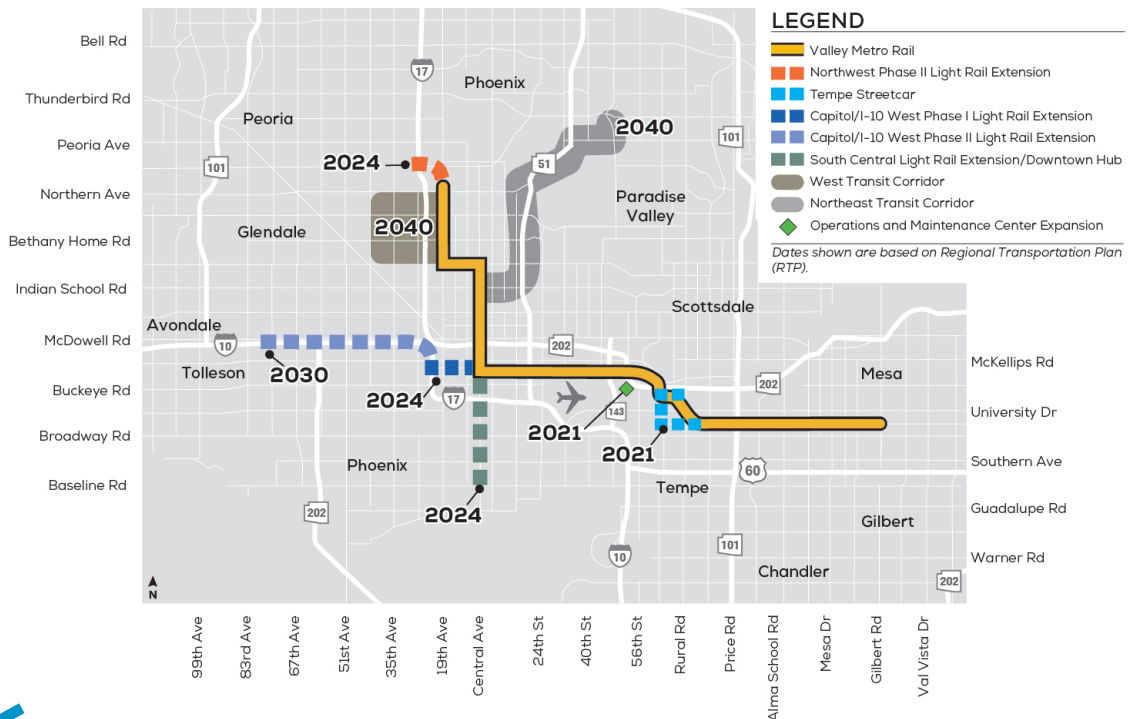 Bell Rd
Thunderbird Rd
Peoria Ave
Northern Ave
Bethany Home Rd
Indian School Rd
McDowell Rd
Buckeye Rd
Broadway Rd
Baseline Rd
17
Phoenix
Peoria
2040
101
2024
51
101
Paradise
Valley
2040
Glendale
Scottsdale
Avondale
10
202
Tolleson
2030
2024
17
202
Mesa
143
2021
2021
Phoenix
60
Tempe
2024
202
Gilbert
10
101
Chandler
202
N
LEGEND
Valley Metro Rail
Northwest Phase II Light Rail Extension
Tempe Streetcar
Capitol/I-10 West Phase I Light Rail Extension
Capitol/I-10 West Phase II Light Rail Extension
South Central Light Rail Extension/Downtown Hub
West Transit Corridor
Northeast Transit Corridor
Operations and Maintenance Center Expansion
Dates shown are based on Regional Transportation Plan
(RTP).
McKellips Rd
University Dr
Southern Ave
Guadalupe Rd
Warner Rd
99th Ave
83rd Ave
67th Ave
51st Ave
35th Ave
19th Ave
Central Ave
24th St
40th St
56th St
Rural Rd
Price Rd
Alma School Rd
Mesa Dr
Gilbert Rd
Val Vista Dr